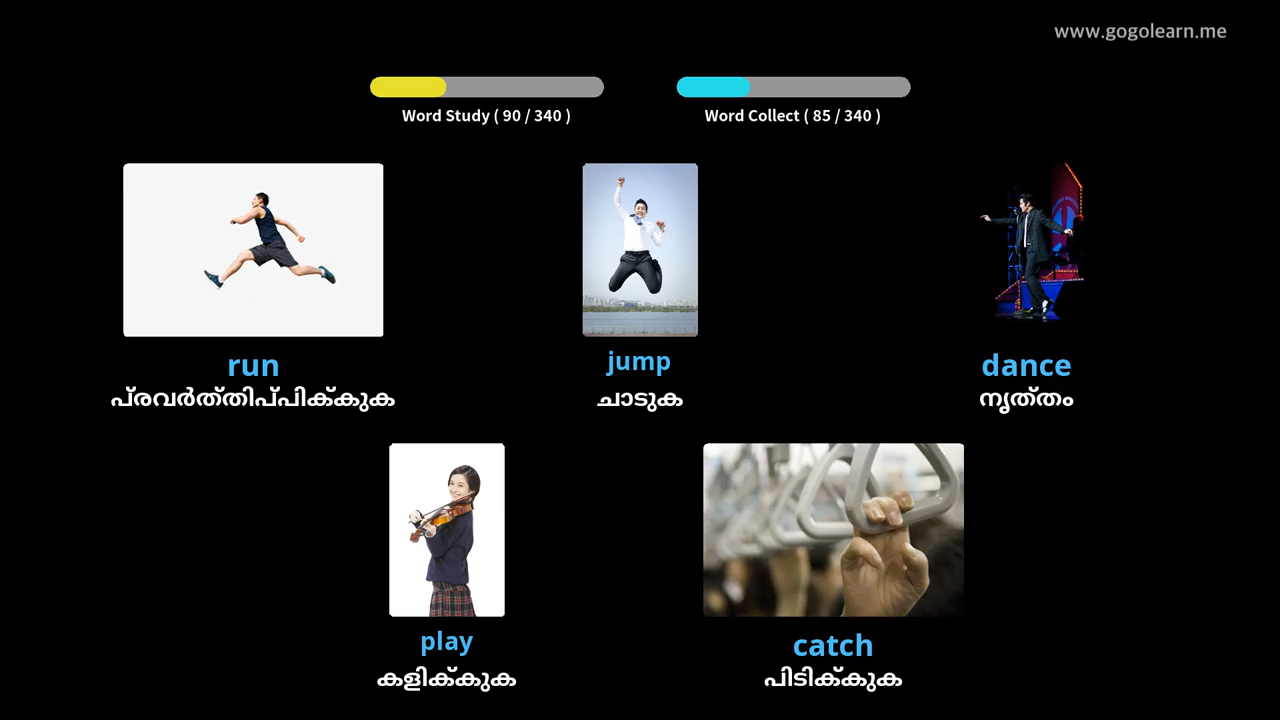 www.gogolearn.me
Word Study ( 90 / 340 )
Word Collect ( 85 / 340 )
run
പ്രവർത്തിപ്പിക്കുക
jump
ചാടുക
dance
നൃത്തം
play
കളിക്കുക
catch
പിടിക്കുക